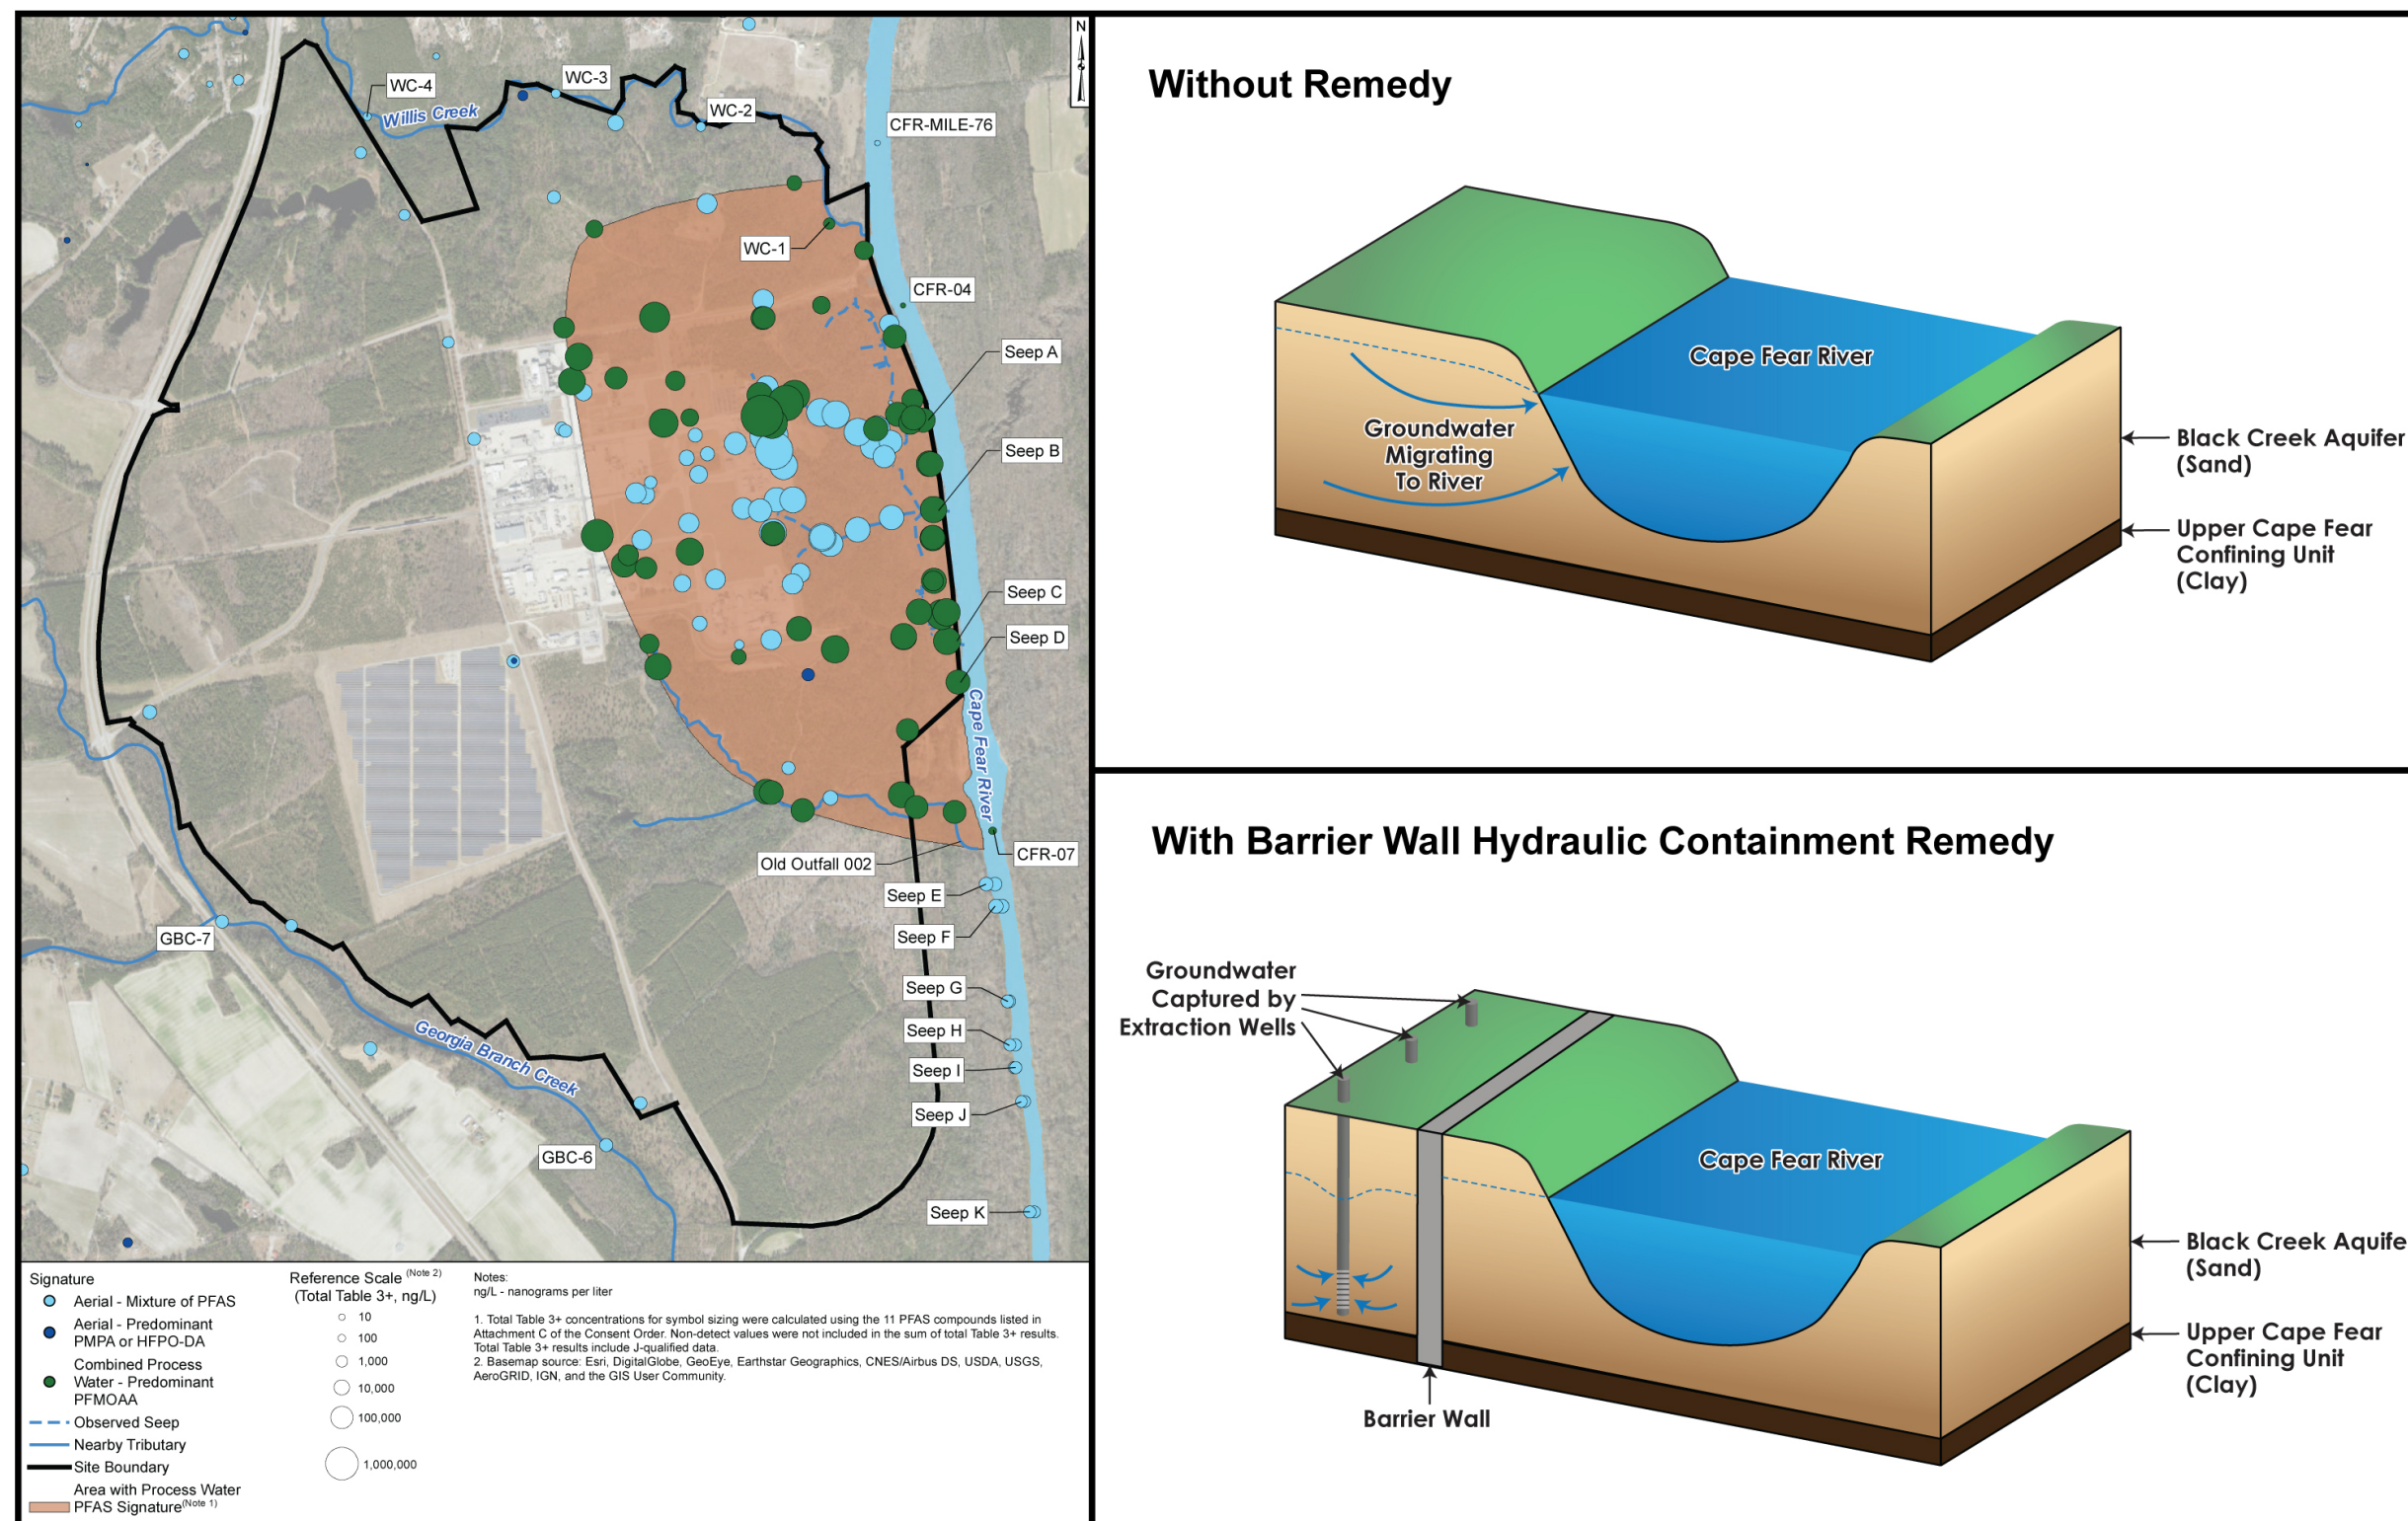 N
WC-4
WC-3
Willis Creek
WC-2
CFR-MILE-76
WC-1
CFR-04
Seep A
Seep B
Seep C
Seep D
Cape Fear River
Old Outfall 002
CFR-07
Seep E
GBC-7
Seep F
Seep G
Georgia Branch Creek
Seep H
Seep I
Seep J
GBC-6
Seep K
Signature
Aerial - Mixture of PFAS
Aerial - Predominant
PMPA or HFPO-DA
Combined Process
Water - Predominant
PFMOAA
Observed Seep
Nearby Tributary
Site Boundary
Area with Process Water
PFAS Signature(Note 1)
Reference Scale (Note 2)
(Total Table 3+, ng/L)
10
100
1,000
10,000
100,000
1,000,000
Notes:
ng/L - nanograms per liter
1. Total Table 3+ concentrations for symbol sizing were calculated using the 11 PFAS compounds listed in
Attachment C of the Consent Order. Non-detect values were not included in the sum of total Table 3+ results.
Total Table 3+ results include J-qualified data.
2. Basemap source: Esri, DigitalGlobe, GeoEye, Earthstar Geographics, CNES/Airbus DS, USDA, USGS,
AeroGRID, IGN, and the GIS User Community.
Without Remedy
Cape Fear River
Groundwater
Migrating
To River
Black Creek Aquifer
(Sand)
Upper Cape Fear
Confining Unit
(Clay)
With Barrier Wall Hydraulic Containment Remedy
Groundwater
Captured by
Extraction Wells
Cape Fear River
Black Creek Aquife
(Sand)
Upper Cape Fear
Confining Unit
(Clay)
Barrier Wall